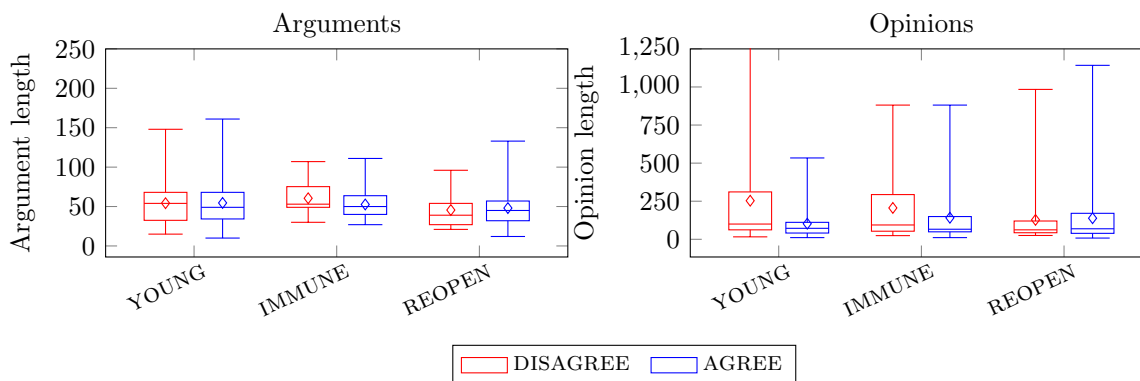 Arguments
Argument length
250
200
150
100
50
0
YOUNG
IMMUNE
REOPEN
Opinions
Opinion length
1,250
1,000
750
500
250
0
YOUNG
IMMUNE
REOPEN
DISAGREE AGREE